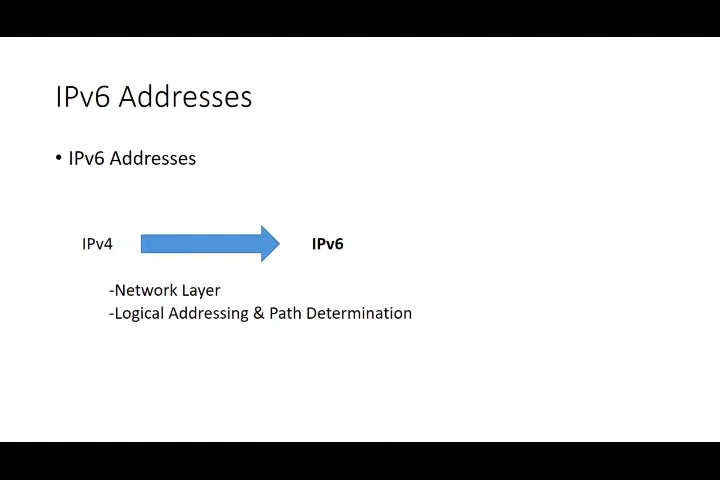 IPv6 Addresses
• IPv6 Addresses
IPv4 IPv6
-Network Layer
-Logical Addressing & Path Determination